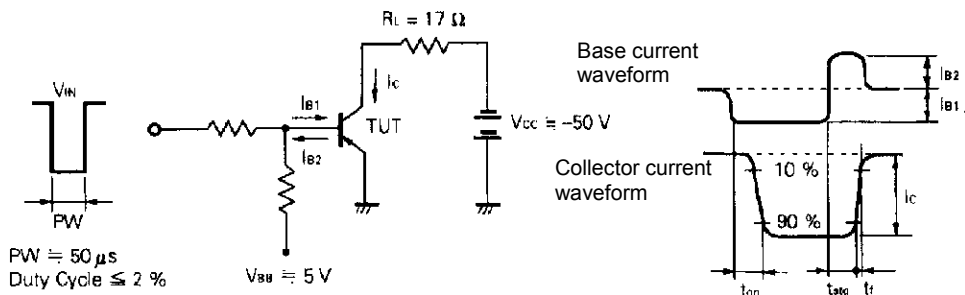 RL = 17 Ω
VIN
IB1
IC
TUT
IB2
VCC ≒ −50 V
PW
PW ≒ 50 μs
Duty Cycle ≦ 2 %
VBB ≒ 5 V
Base current
waveform
IB2
IB1
Collector current
waveform
10 %
90 %
IC
ton
tstg
tf